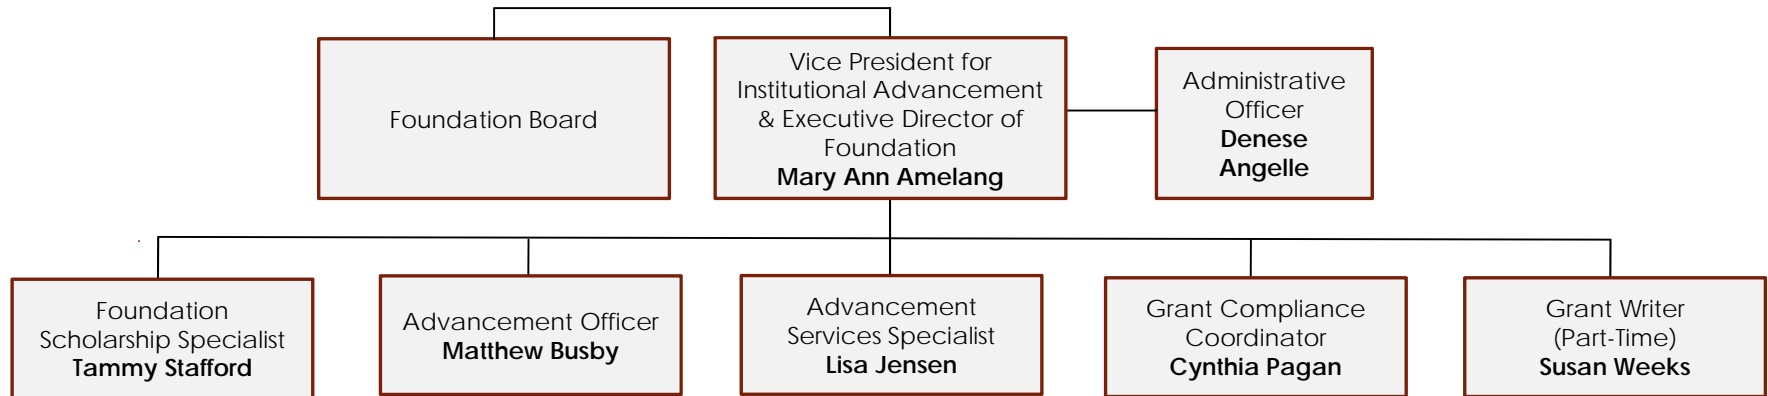 Foundation Board
Vice President for
Institutional Advancement
& Executive Director of
Foundation
Mary Ann Amelang
Administrative
Officer
Denese
Angelle
Foundation
Scholarship Specialist
Tammy Stafford
Advancement Officer
Matthew Busby
Advancement
Services Specialist
Lisa Jensen
Grant Compliance
Coordinator
Cynthia Pagan
Grant Writer
(Part-Time)
Susan Weeks